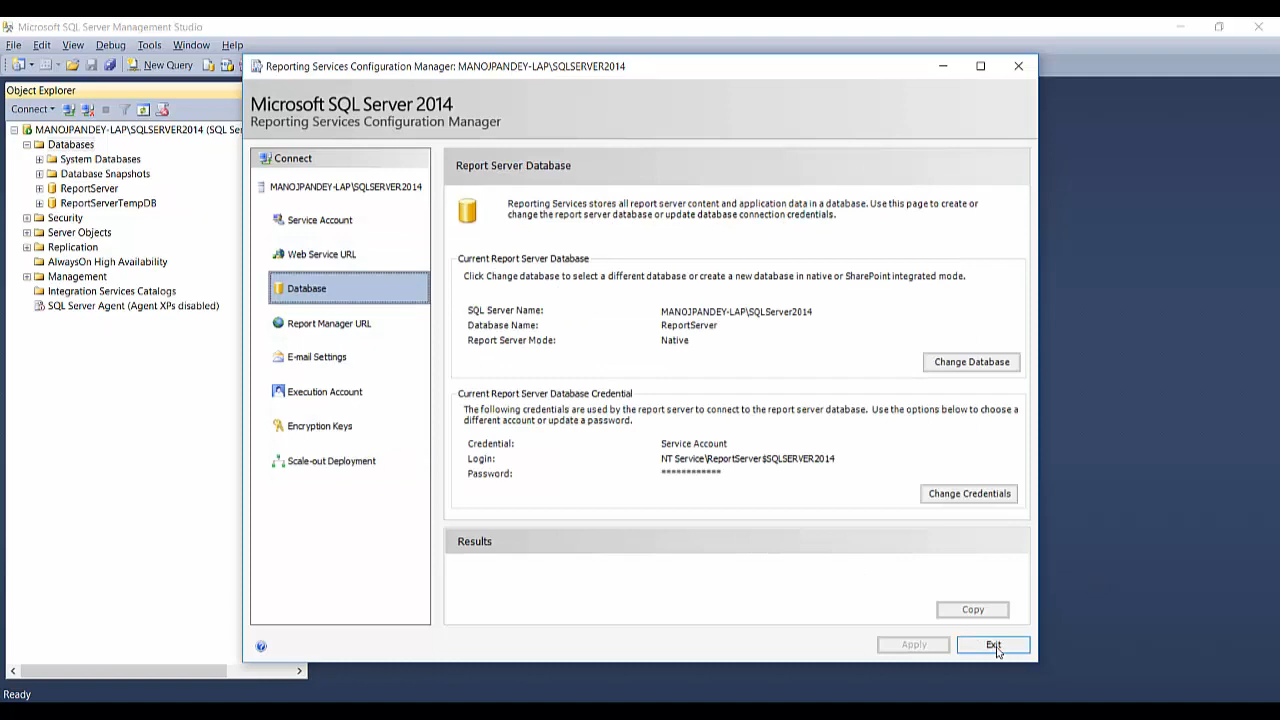 Microsoft SQL Server Management Studio
File Edit View Debug Tools Window Help
New Query
Object Explorer
Connect
MANOJPANDEY-LAP\SQLSERVER2014 (SQL Se
Databases
System Databases
Database Snapshots
ReportServer
ReportServerTempDB
Security
Server Objects
Replication
AlwaysOn High Availability
Management
Integration Services Catalogs
SQL Server Agent (Agent XPs disabled)
Ready
Reporting Services Configuration Manager: MANOJPANDEY-LAP\SQLSERVER2014
Microsoft SQL Server 2014
Reporting Services Configuration Manager
Connect
MANOJPANDEY-LAP\SQLSERVER2014
Service Account
Web Service URL
Database
Report Manager URL
E-mail Settings
Execution Account
Encryption Keys
Scale-out Deployment
Report Server Database
Reporting Services stores all report server content and application data in a database. Use this page to create or
change the report server database or update database connection credentials.
Current Report Server Database
Click Change database to select a different database or create a new database in native or SharePoint integrated mode.
SQL Server Name: MANOJPANDEY-LAP\SQLServer2014
Database Name: ReportServer
Report Server Mode: Native
Change Database
Current Report Server Database Credential
The following credentials are used by the report server to connect to the report server database. Use the options below to choose a
different account or update a password.
Credential: Service Account
Login: NT Service\ReportServer$SQLSERVER2014
Password: ************
Change Credentials
Results
Copy
Apply Exit